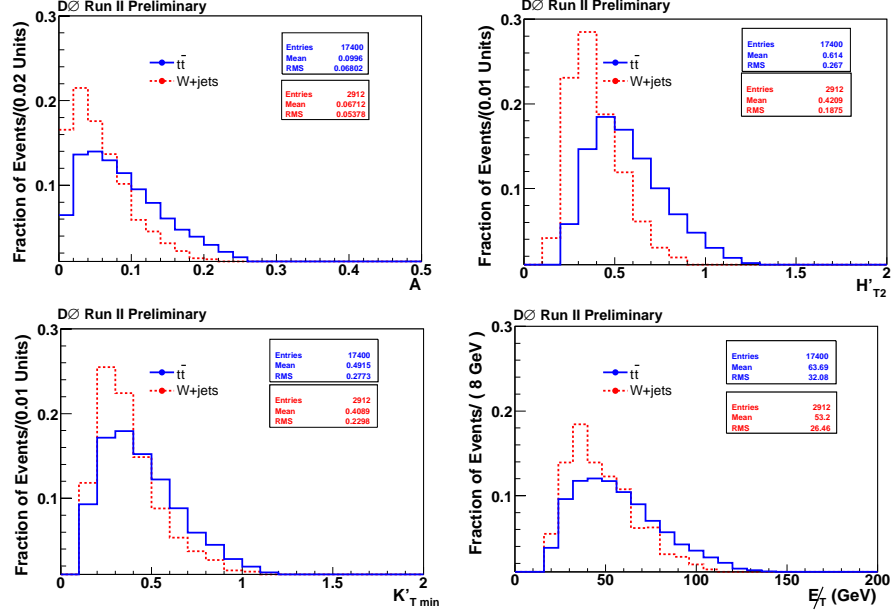 DØ Run II Preliminary
Fraction of Events/(0.02 Units)
0.3
0.2
0.1
tt̄
W+jets
Entries 17400
Mean 0.0996
RMS 0.06802
Entries 2912
Mean 0.06712
RMS 0.05378
0 0.1 0.2 0.3 0.4 0.5
A
DØ Run II Preliminary
Fraction of Events/(0.01 Units)
0.3
0.2
0.1
tt̄
W+jets
Entries 17400
Mean 0.614
RMS 0.267
Entries 2912
Mean 0.4209
RMS 0.1875
0 0.5 1 1.5 2
H'T2
DØ Run II Preliminary
Fraction of Events/(0.01 Units)
0.3
0.2
0.1
tt̄
W+jets
Entries 17400
Mean 0.4915
RMS 0.2773
Entries 2912
Mean 0.4089
RMS 0.2298
0 0.5 1 1.5 2
K'T min
DØ Run II Preliminary
Fraction of Events/ ( 8 GeV )
0.3
0.2
0.1
tt̄
W+jets
Entries 17400
Mean 63.69
RMS 32.08
Entries 2912
Mean 53.2
RMS 26.46
0 50 100 150 200
E̸T (GeV)